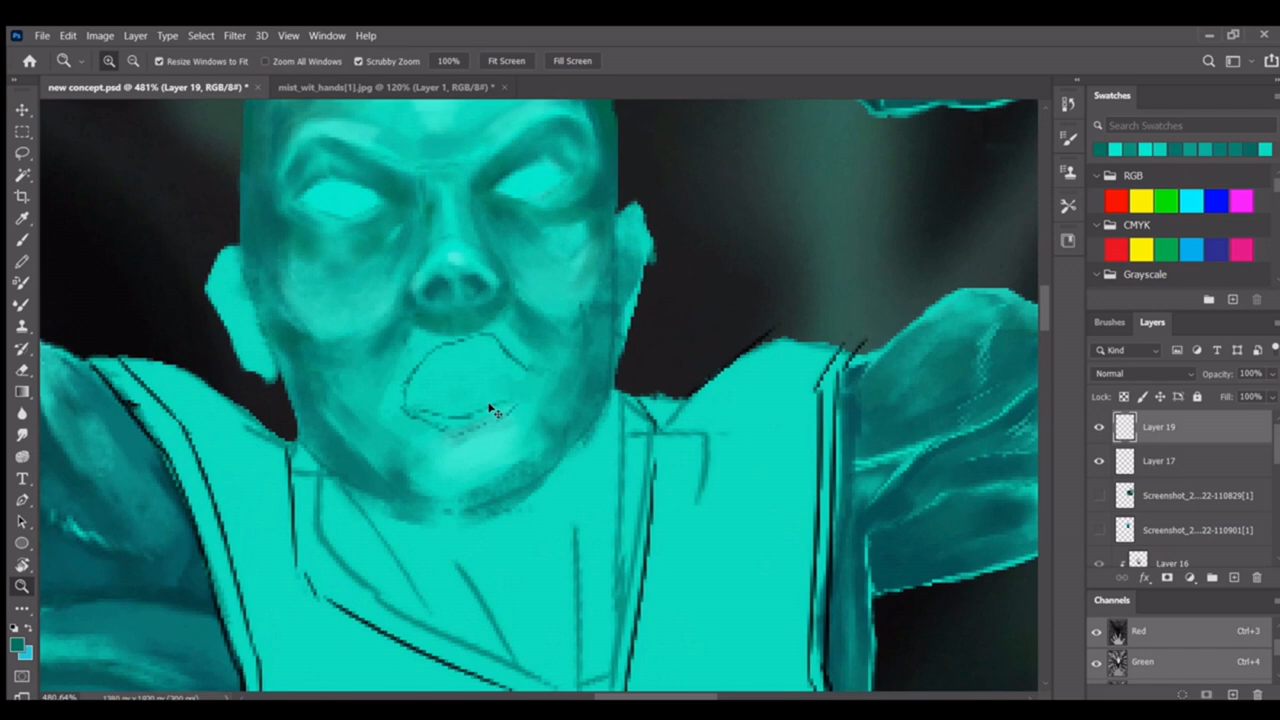 Ps File Edit Image Layer Type Select Filter 3D View Window Help
Resize Windows to Fit Zoom All Windows Scrubby Zoom 100% Fit Screen Fill Screen
new concept.psd @ 481% (Layer 19, RGB/8#) *
mist_wit_hands[1].jpg @ 120% (Layer 1, RGB/8#) *
Swatches
Search Swatches
RGB
CMYK
Grayscale
Brushes Layers
Kind
Normal Opacity: 100%
Lock: Fill: 100%
Layer 19
Layer 17
Screenshot_2...22-110829[1]
Screenshot_2...22-110901[1]
Layer 16
fx
Channels
Red Ctrl+3
Green Ctrl+4
480.64%